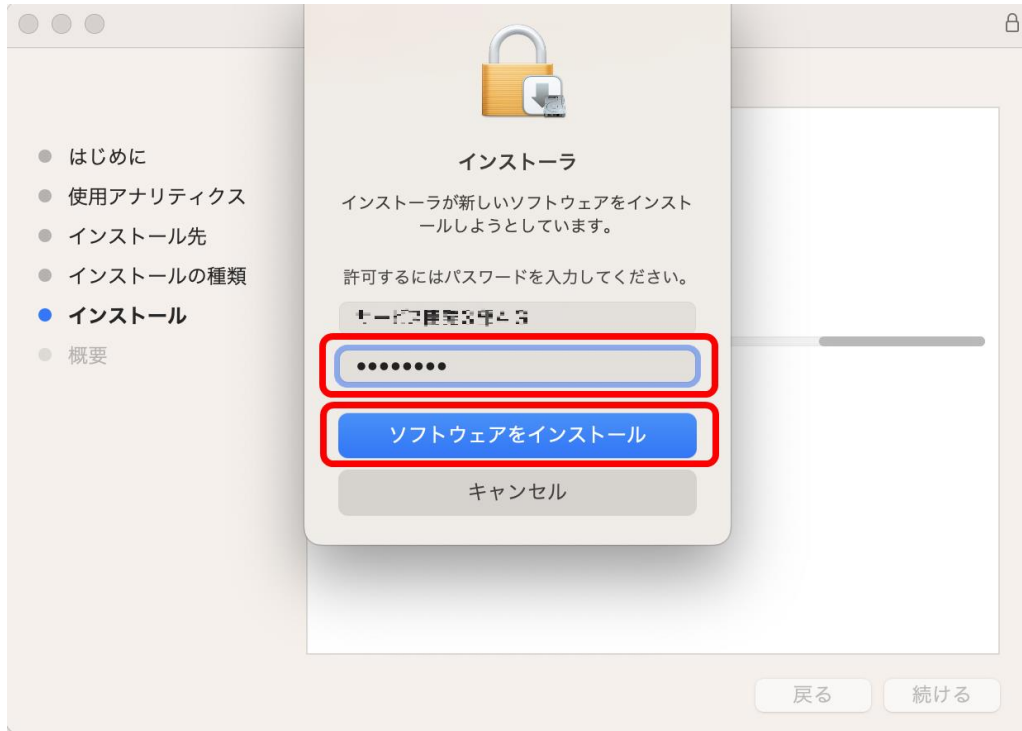 はじめに
使用アナリティクス
インストール先
インストールの種類
インストール
概要
インストーラ
インストーラが新しいソフトウェアをインスト
ールしようとしています。
許可するにはパスワードを入力してください。
••••••••
ソフトウェアをインストール
キャンセル
戻る
続ける